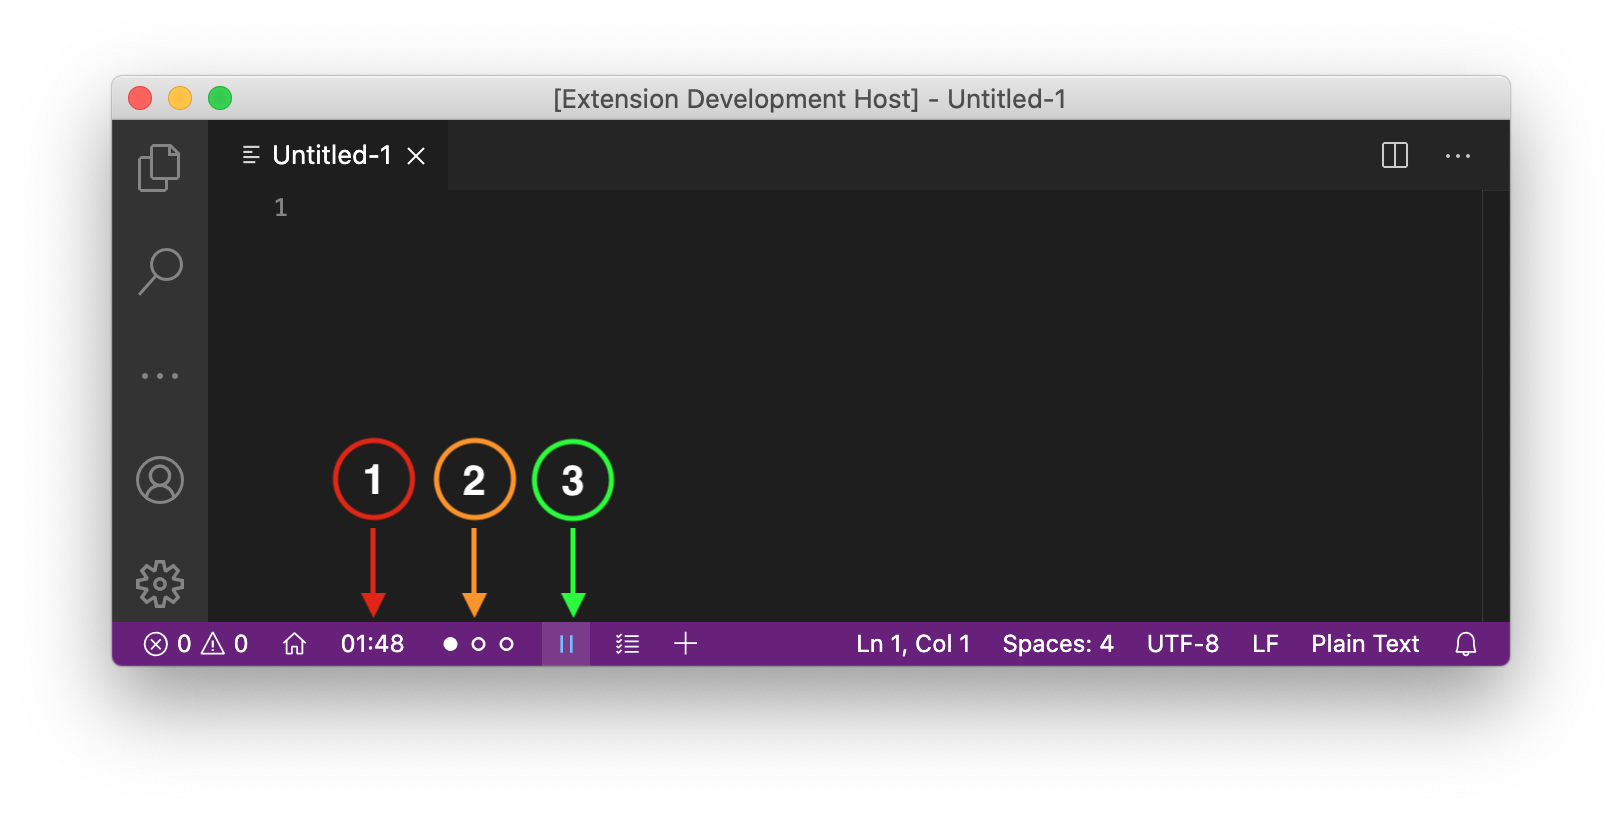 [Extension Development Host] - Untitled-1
Untitled-1
1
1 2 3
0 0 01:48 Ln 1, Col 1 Spaces: 4 UTF-8 LF Plain Text